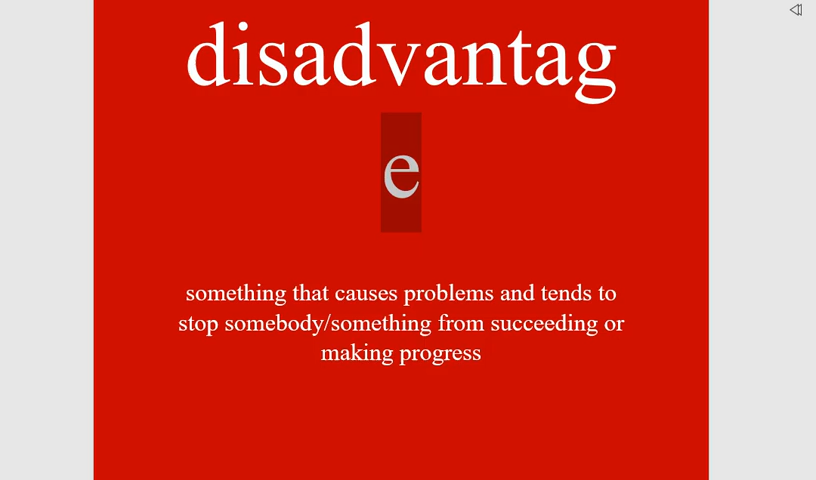 disadvantag
e
something that causes problems and tends to
stop somebody/something from succeeding or
making progress